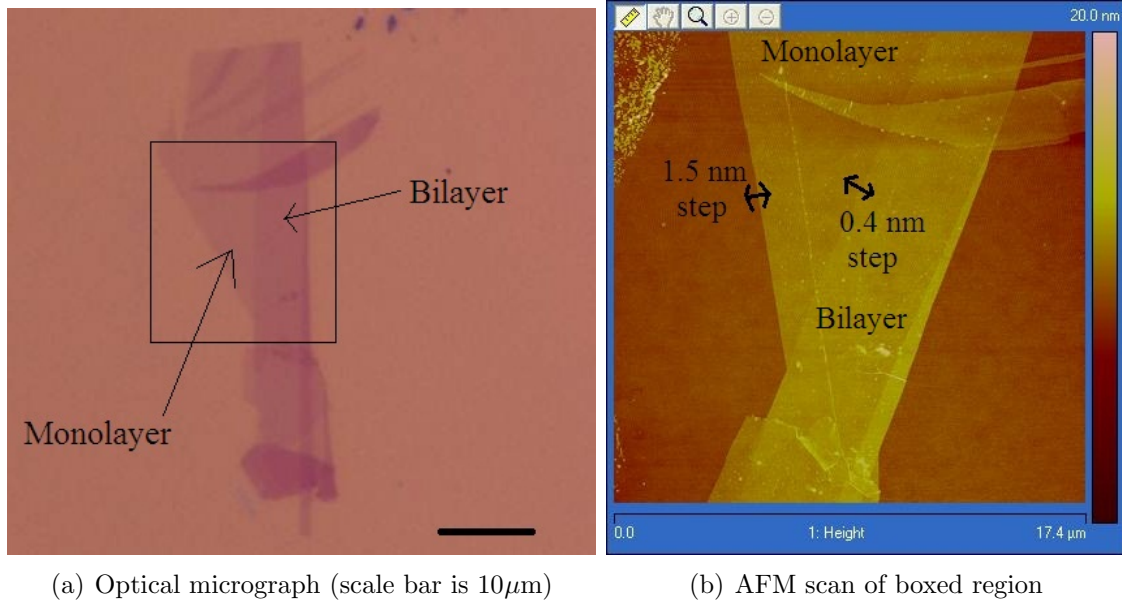 Bilayer
Monolayer
20.0 nm
Monolayer
1.5 nm
step
0.4 nm
step
Bilayer
0.0
1: Height
17.4 µm
(a) Optical micrograph (scale bar is 10µm)
(b) AFM scan of boxed region